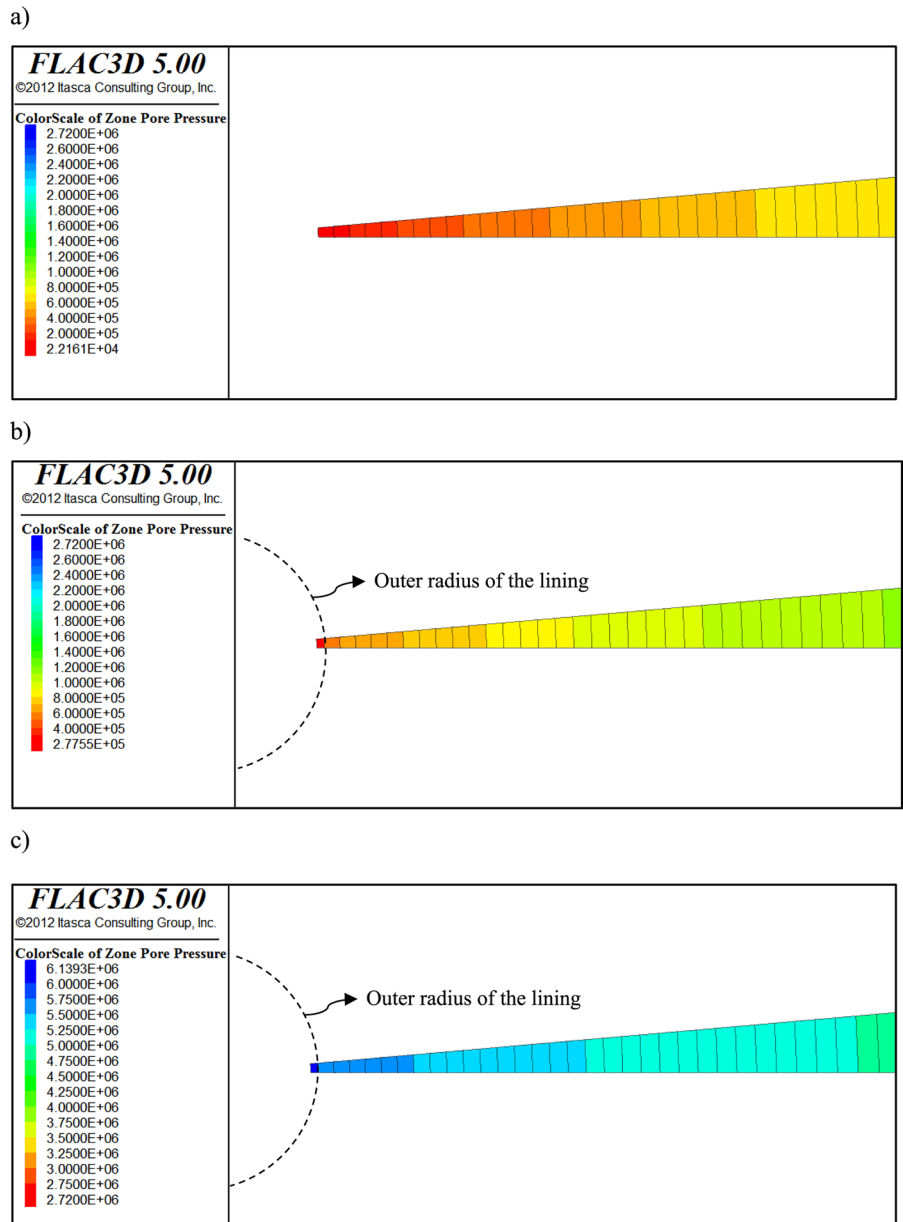 a)
FLAC3D 5.00
©2012 Itasca Consulting Group, Inc.
ColorScale of Zone Pore Pressure
2.7200E+06
2.6000E+06
2.4000E+06
2.2000E+06
2.0000E+06
1.8000E+06
1.6000E+06
1.4000E+06
1.2000E+06
1.0000E+06
8.0000E+05
6.0000E+05
4.0000E+05
2.0000E+05
2.2161E+04
b)
FLAC3D 5.00
©2012 Itasca Consulting Group, Inc.
ColorScale of Zone Pore Pressure
2.7200E+06
2.6000E+06
2.4000E+06
2.2000E+06
2.0000E+06
1.8000E+06
1.6000E+06
1.4000E+06
1.2000E+06
1.0000E+06
8.0000E+05
6.0000E+05
4.0000E+05
2.7755E+05
Outer radius of the lining
c)
FLAC3D 5.00
©2012 Itasca Consulting Group, Inc.
ColorScale of Zone Pore Pressure
6.1393E+06
6.0000E+06
5.7500E+06
5.5000E+06
5.2500E+06
5.0000E+06
4.7500E+06
4.5000E+06
4.2500E+06
4.0000E+06
3.7500E+06
3.5000E+06
3.2500E+06
3.0000E+06
2.7500E+06
2.7200E+06
Outer radius of the lining